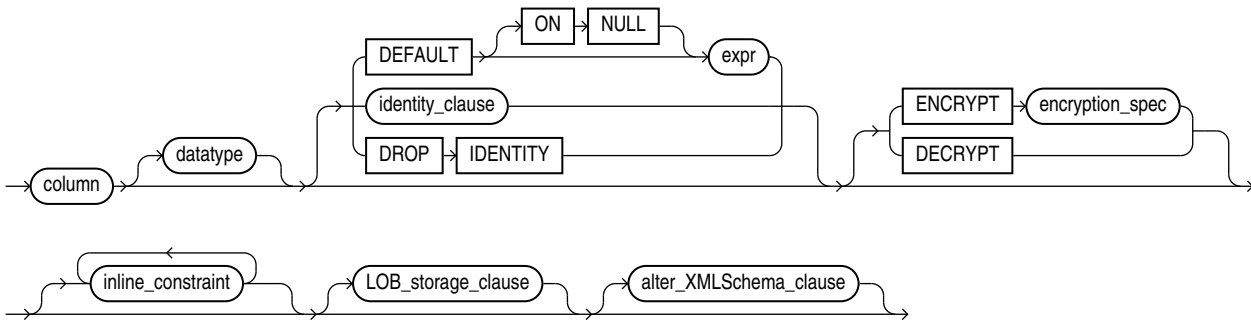 ON NULL
DEFAULT expr
identity_clause ENCRYPT encryption_spec
datatype DROP IDENTITY DECRYPT
column
inline_constraint LOB_storage_clause alter_XMLSchema_clause